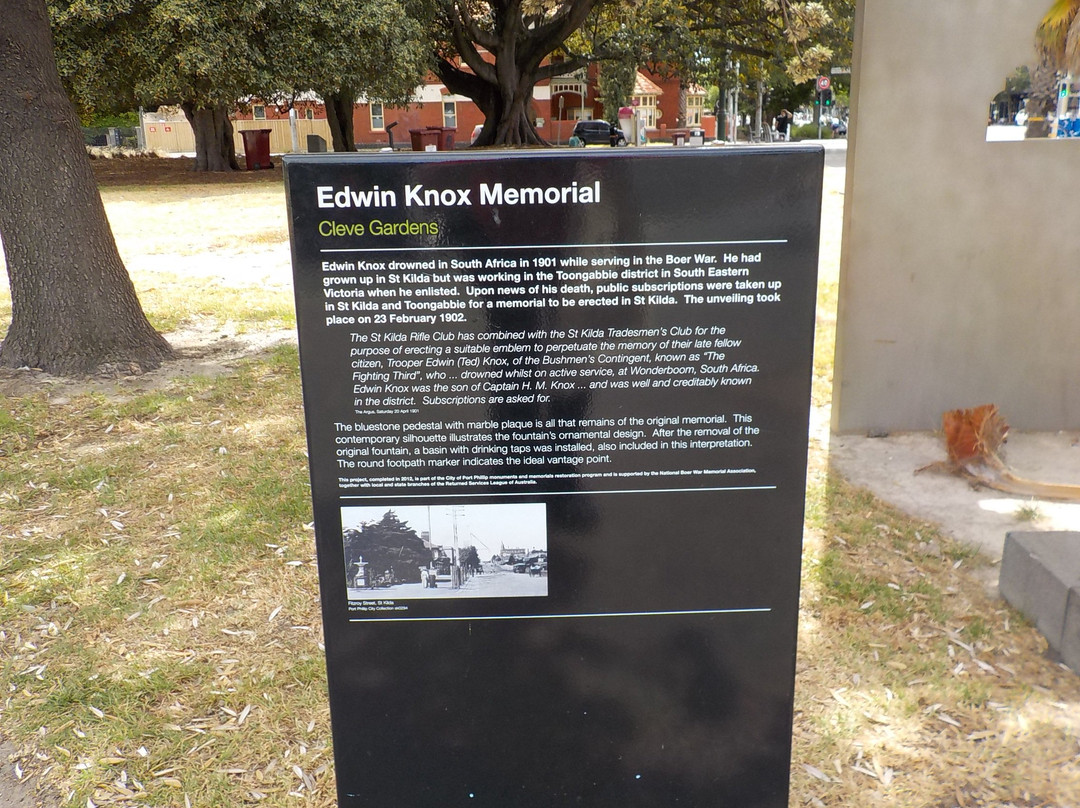 Edwin Knox Memorial
Cleve Gardens
Edwin Knox drowned in South Africa in 1901 while serving in the Boer War. He had
grown up in St Kilda but was working in the Toongabbie district in South Eastern
Victoria when he enlisted. Upon news of his death, public subscriptions were taken up
in St Kilda and Toongabbie for a memorial to be erected in St Kilda. The unveiling took
place on 23 February 1902.
The St Kilda Rifle Club has combined with the St Kilda Tradesmen's Club for the
purpose of erecting a suitable emblem to perpetuate the memory of their late fellow
citizen, Trooper Edwin (Ted) Knox, of the Bushmen's Contingent, known as "The
Fighting Third", who ... drowned whilst on active service, at Wonderboom, South Africa.
Edwin Knox was the son of Captain H. M. Knox ... and was well and creditably known
in the district. Subscriptions are asked for.
The Argus, Saturday 20 April 1901
The bluestone pedestal with marble plaque is all that remains of the original memorial. This
contemporary silhouette illustrates the fountain's ornamental design. After the removal of the
original fountain, a basin with drinking taps was installed, also included in this interpretation.
The round footpath marker indicates the ideal vantage point.
This project, completed in 2012, is part of the City of Port Phillip monuments and memorials restoration program and is supported by the National Boer War Memorial Association,
together with local and state branches of the Returned Services League of Australia.
Fitzroy Street, St Kilda
Port Phillip City Collection